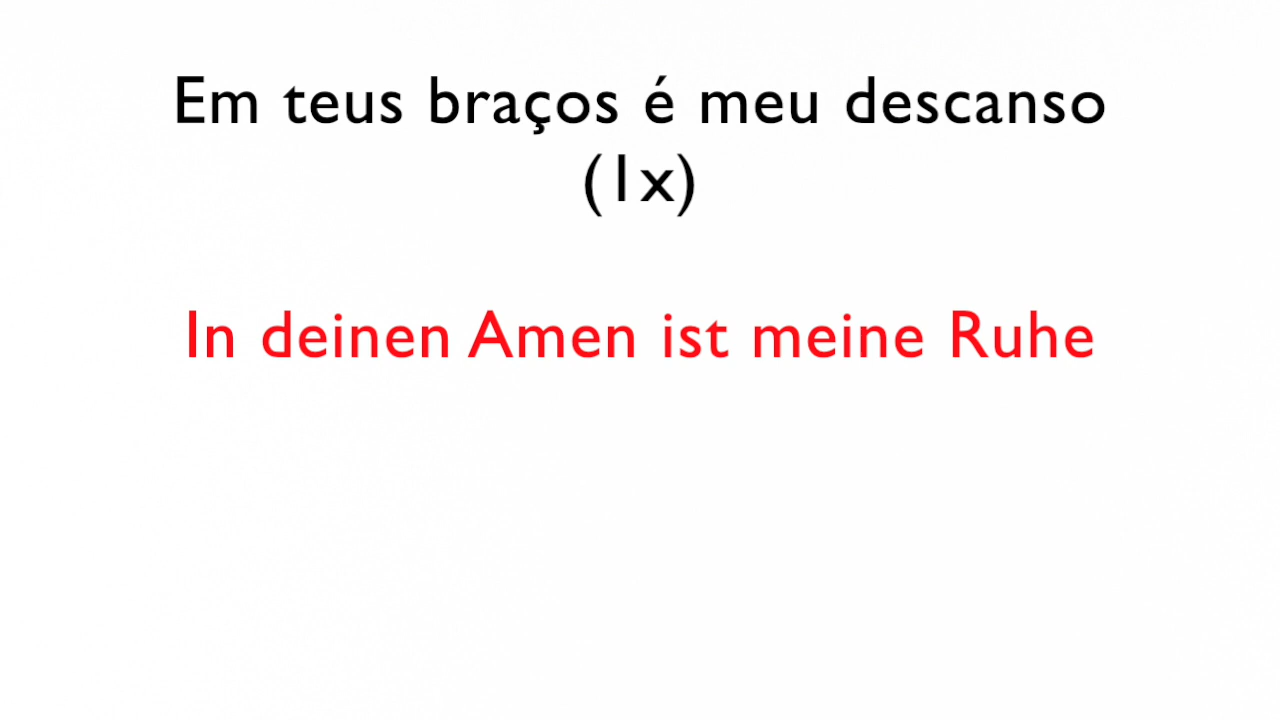 Em teus braços é meu descanso
(1x)
In deinen Amen ist meine Ruhe